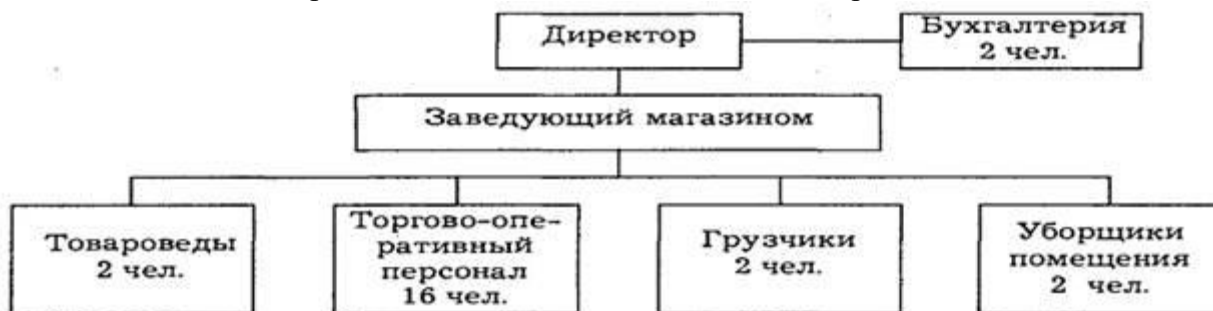 Директор
Бухгалтерия
2 чел.
Заведующий магазином
Товароведы
2 чел.
Торгово-опе-
ративный
персонал
16 чел.
Грузчики
2 чел.
Уборщики
помещения
2 чел.